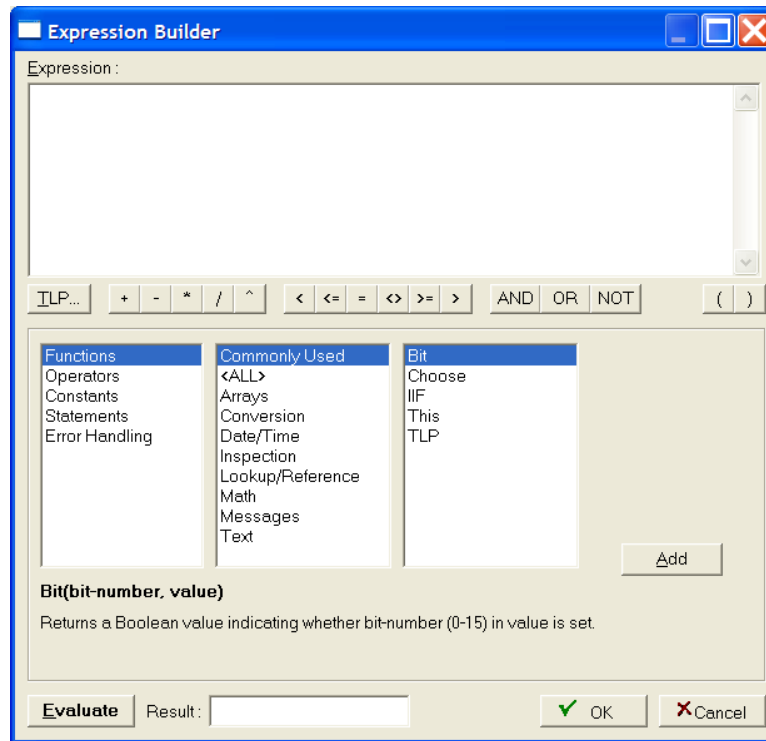 Expression Builder
Expression :
TLP... + - * / ^ < <= = <> >= > AND OR NOT ( )
Functions
Operators
Constants
Statements
Error Handling
Commonly Used
<ALL>
Arrays
Conversion
Date/Time
Inspection
Lookup/Reference
Math
Messages
Text
Bit
Choose
IIF
This
TLP
Add
Bit(bit-number, value)
Returns a Boolean value indicating whether bit-number (0-15) in value is set.
Evaluate Result : OK Cancel